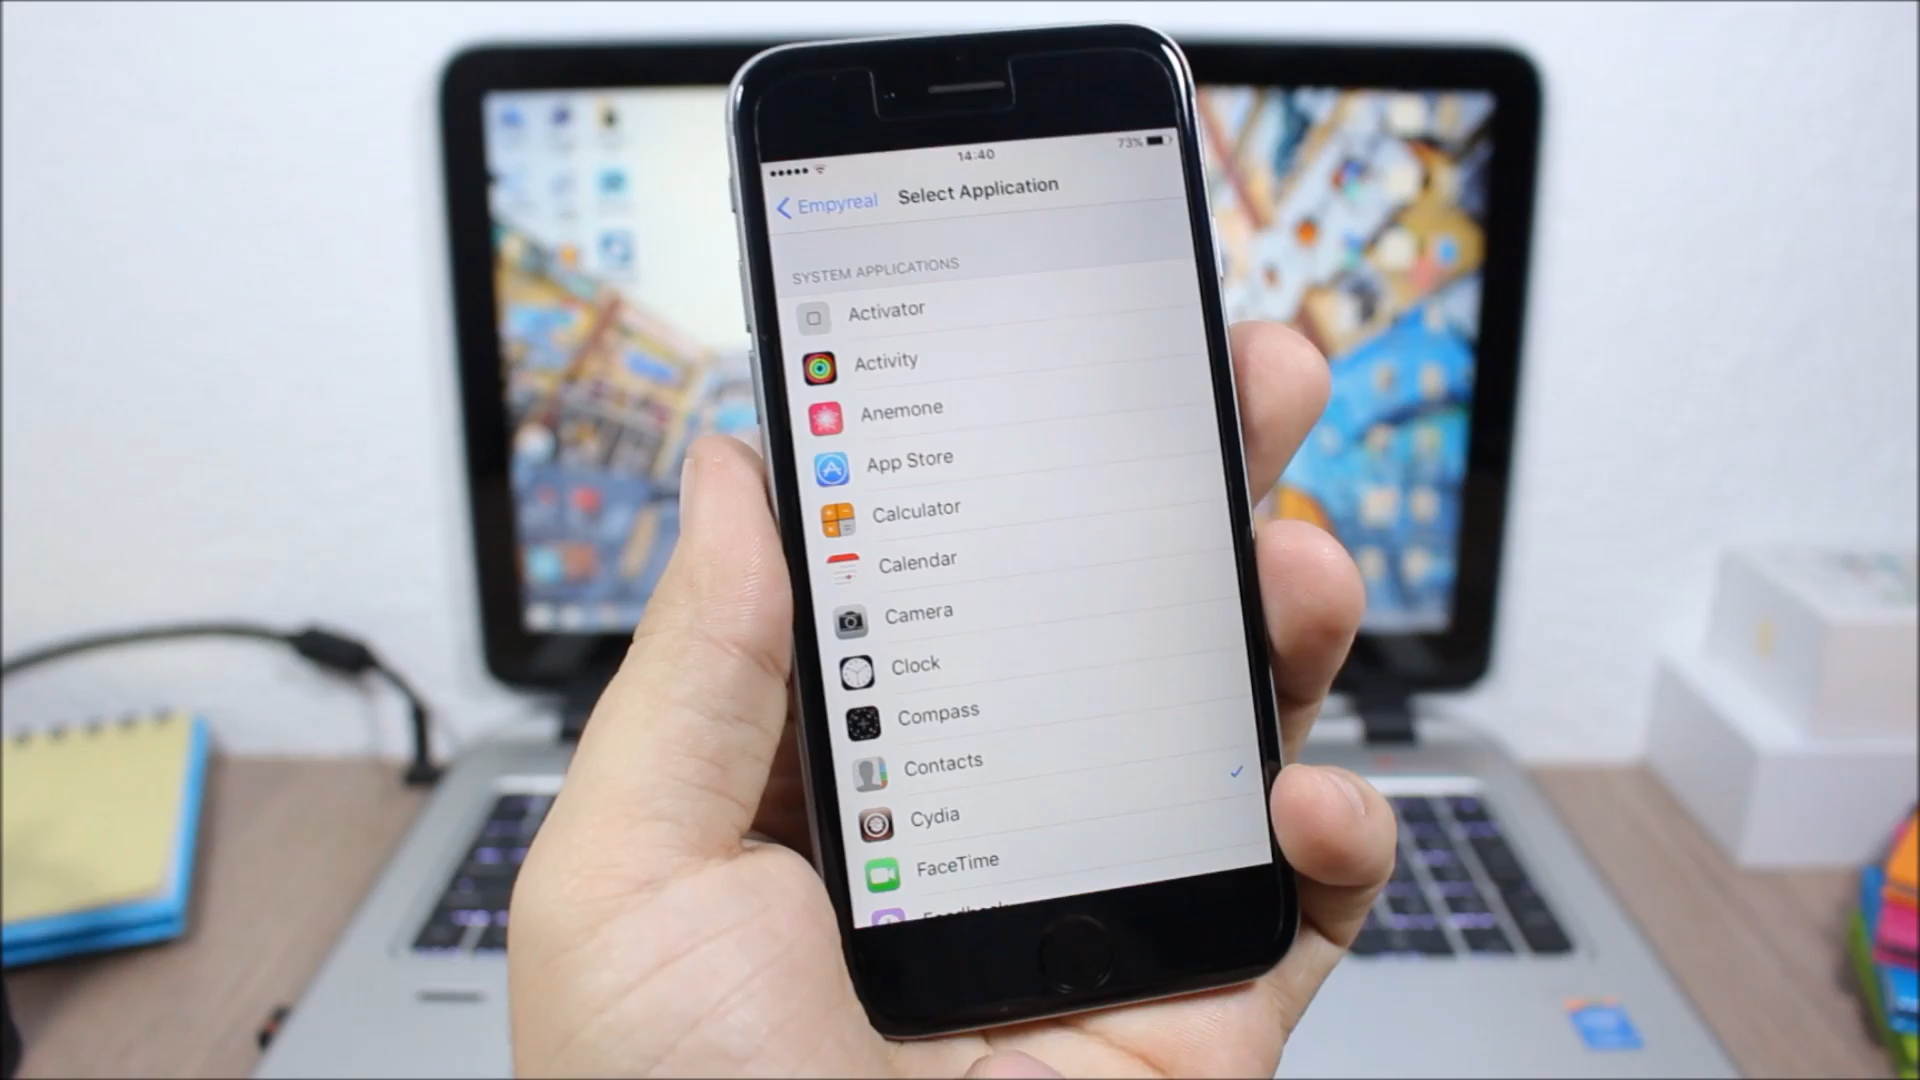 14:40
73%
Empyreal
Select Application
SYSTEM APPLICATIONS
Activator
Activity
Anemone
App Store
Calculator
Calendar
Camera
Clock
Compass
Contacts
Cydia
FaceTime